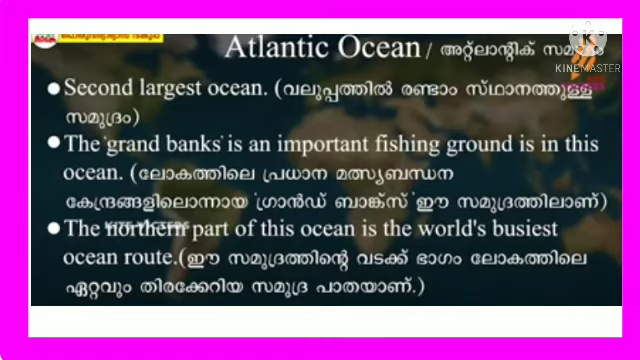 പൊതുവിദ്യാഭ്യാസ വകുപ്പ്
Atlantic Ocean / അറ്റ്ലാന്റിക് സമുദ്രം
KINEMASTER
● Second largest ocean. (വലുപ്പത്തിൽ രണ്ടാം സ്ഥാനത്തുള്ള
സമുദ്രം)
● The 'grand banks' is an important fishing ground is in this
ocean. (ലോകത്തിലെ പ്രധാന മത്സ്യബന്ധന
കേന്ദ്രങ്ങളിലൊന്നായ 'ഗ്രാൻഡ് ബാങ്ക്സ്' ഈ സമുദ്രത്തിലാണ്)
● The northern part of this ocean is the world's busiest
ocean route.(ഈ സമുദ്രത്തിന്റെ വടക്ക് ഭാഗം ലോകത്തിലെ
ഏറ്റവും തിരക്കേറിയ സമുദ്ര പാതയാണ്.)